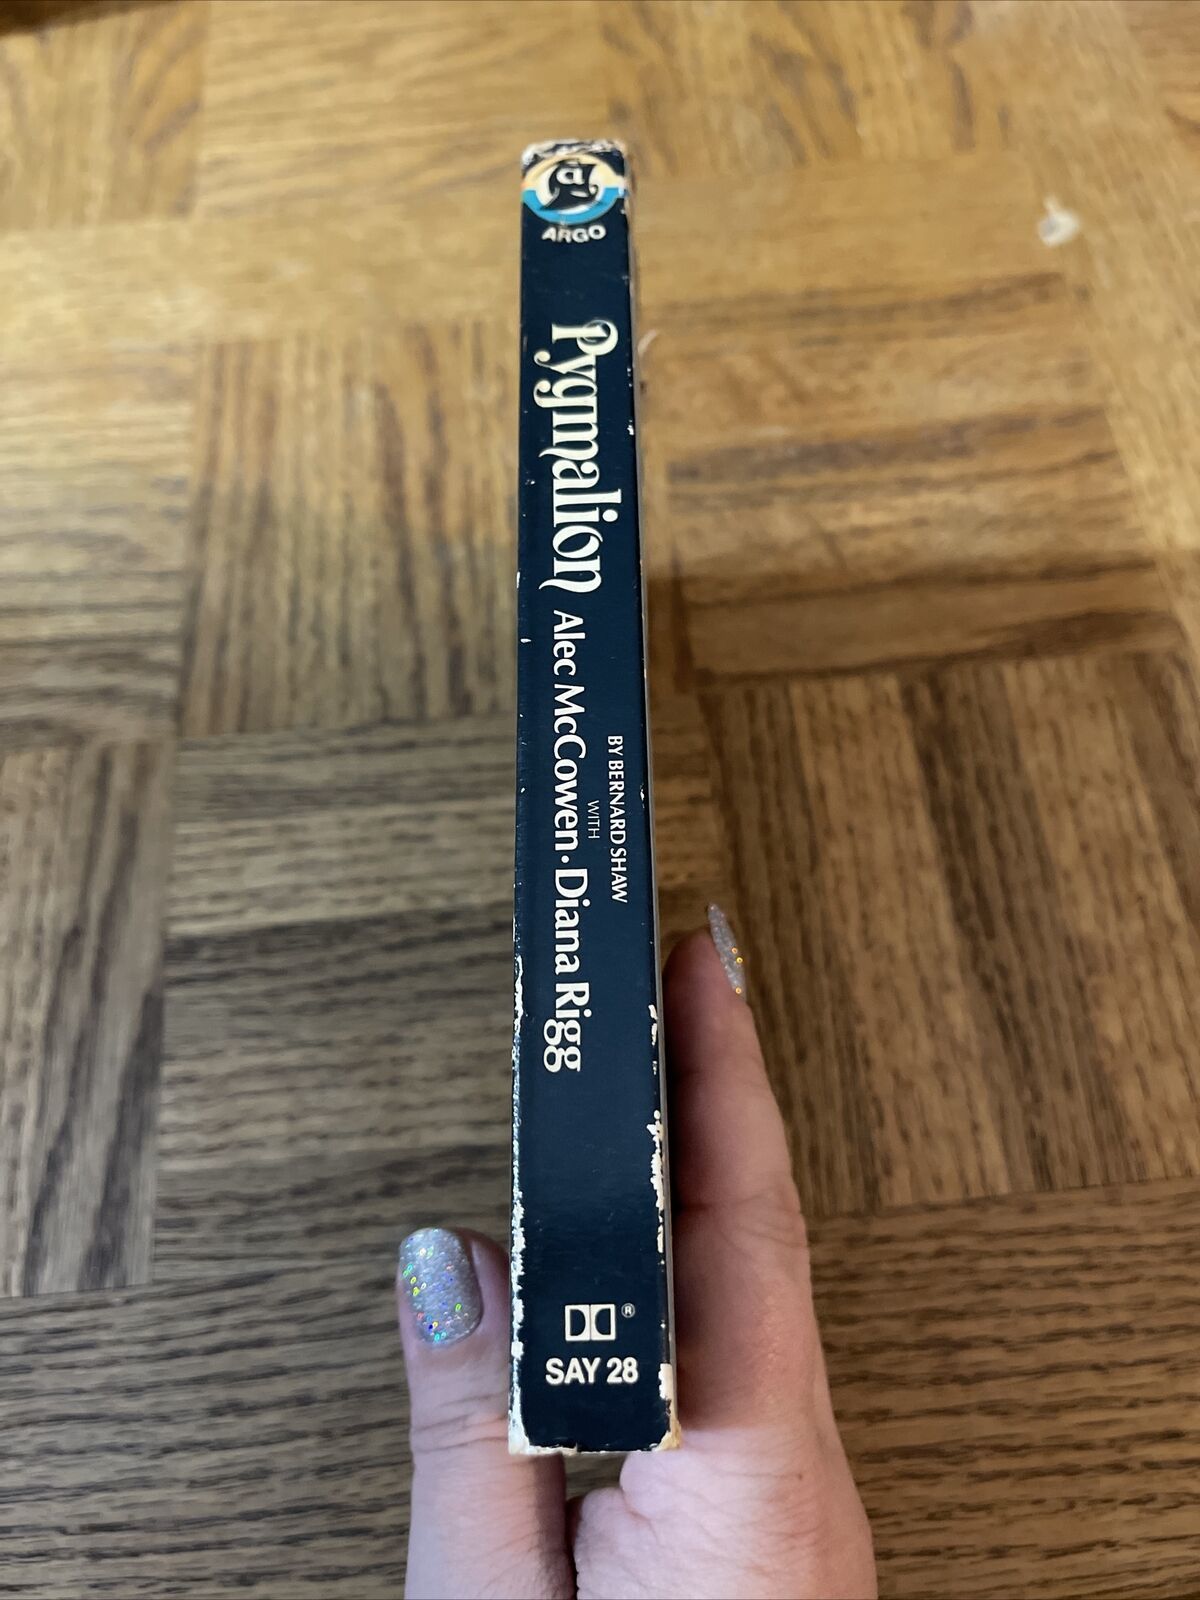 a
ARGO
Pygmalion
BY BERNARD SHAW
WITH
Alec McCowen · Diana Rigg
®
SAY 28